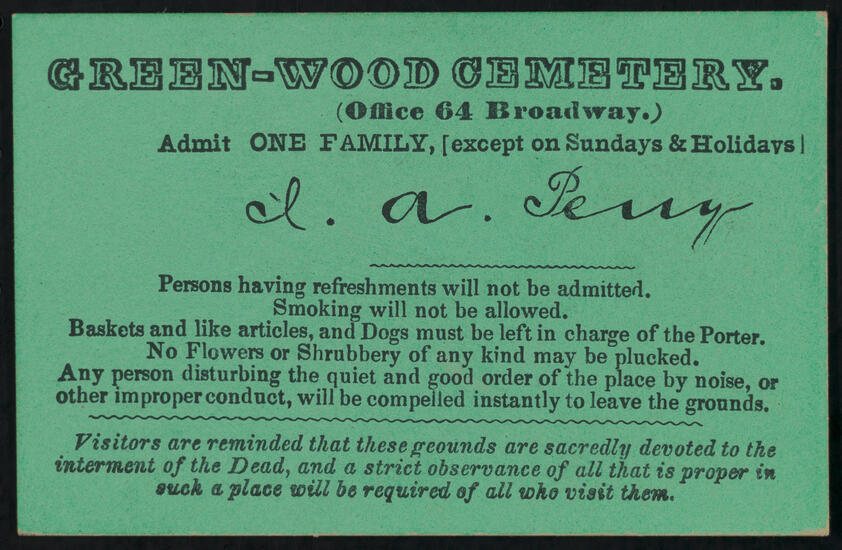 GREEN-WOOD CEMETERY.
(Office 64 Broadway.)
Admit ONE FAMILY, [except on Sundays & Holidays]
J. A. Perry
Persons having refreshments will not be admitted.
Smoking will not be allowed.
Baskets and like articles, and Dogs must be left in charge of the Porter.
No Flowers or Shrubbery of any kind may be plucked.
Any person disturbing the quiet and good order of the place by noise, or
other improper conduct, will be compelled instantly to leave the grounds.
Visitors are reminded that these geounds are sacredly devoted to the
interment of the Dead, and a strict observance of all that is proper in
such a place will be required of all who visit them.